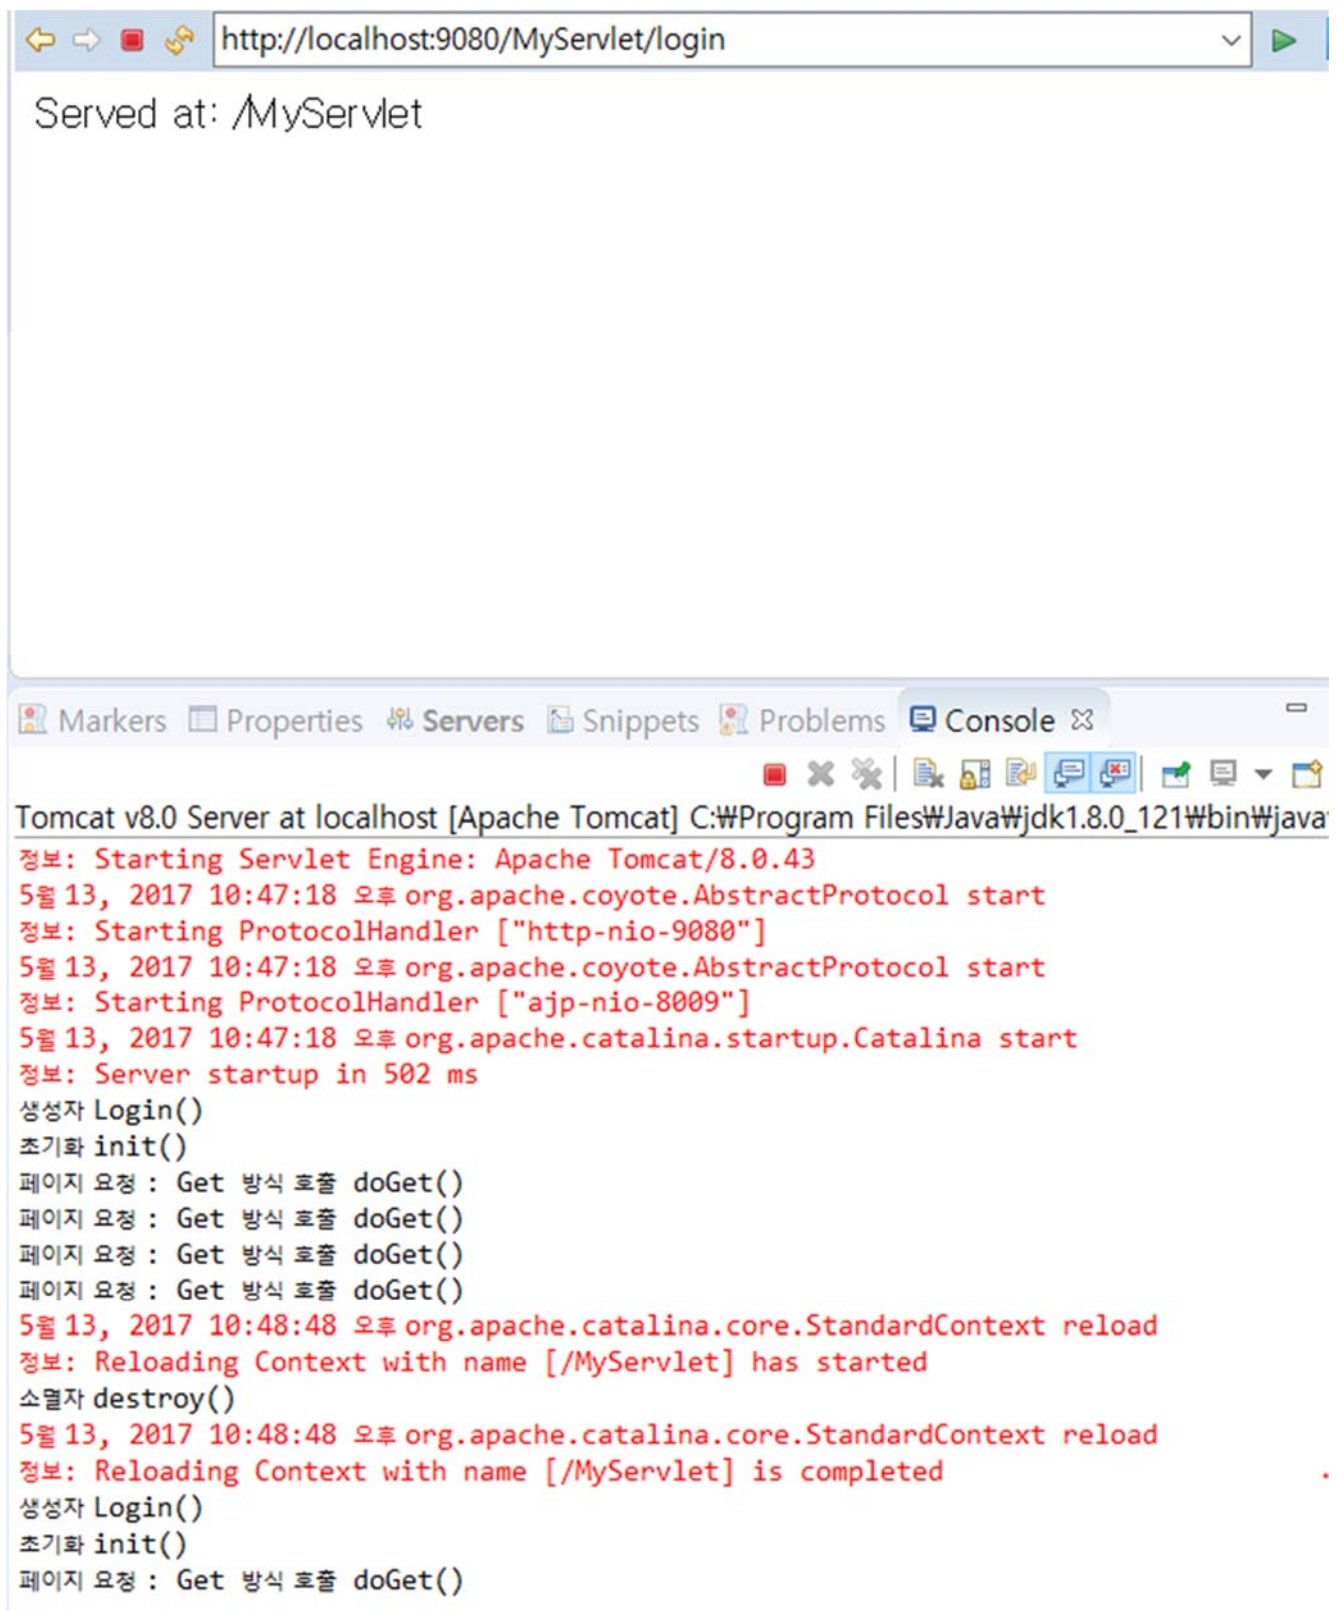 http://localhost:9080/MyServlet/login
Served at: /MyServlet
Markers Properties Servers Snippets Problems Console
Tomcat v8.0 Server at localhost [Apache Tomcat] C:₩Program Files₩Java₩jdk1.8.0_121₩bin₩java
정보: Starting Servlet Engine: Apache Tomcat/8.0.43
5월 13, 2017 10:47:18 오후 org.apache.coyote.AbstractProtocol start
정보: Starting ProtocolHandler ["http-nio-9080"]
5월 13, 2017 10:47:18 오후 org.apache.coyote.AbstractProtocol start
정보: Starting ProtocolHandler ["ajp-nio-8009"]
5월 13, 2017 10:47:18 오후 org.apache.catalina.startup.Catalina start
정보: Server startup in 502 ms
생성자 Login()
초기화 init()
페이지 요청 : Get 방식 호출 doGet()
페이지 요청 : Get 방식 호출 doGet()
페이지 요청 : Get 방식 호출 doGet()
페이지 요청 : Get 방식 호출 doGet()
5월 13, 2017 10:48:48 오후 org.apache.catalina.core.StandardContext reload
정보: Reloading Context with name [/MyServlet] has started
소멸자 destroy()
5월 13, 2017 10:48:48 오후 org.apache.catalina.core.StandardContext reload
정보: Reloading Context with name [/MyServlet] is completed
생성자 Login()
초기화 init()
페이지 요청 : Get 방식 호출 doGet()